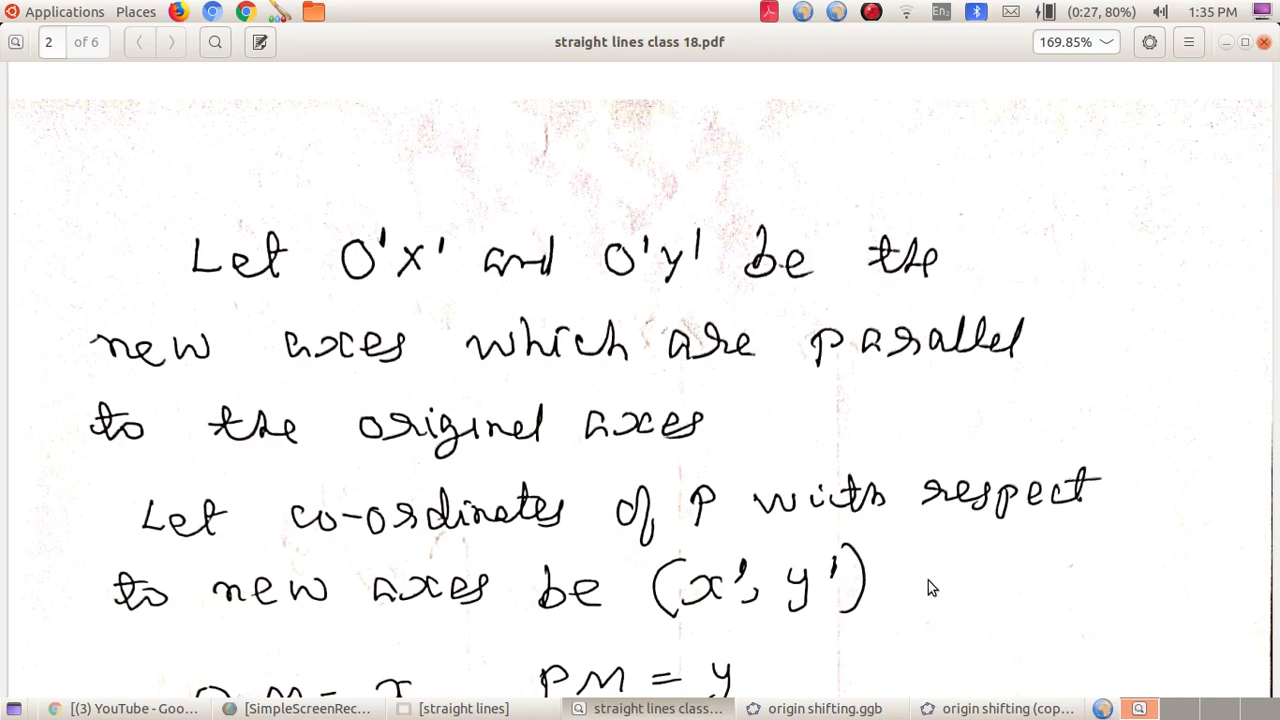 Applications Places En₂ (0:27, 80%) 1:35 PM
2 of 6 straight lines class 18.pdf 169.85%
Let O'x' and O'y' be the
new axes which are parallel
to the original axes
Let co-ordinates of P with respect
to new axes be (x', y')
PM = y
[(3) YouTube - Goo... [SimpleScreenRec... [straight lines] straight lines class... origin shifting.ggb origin shifting (cop...